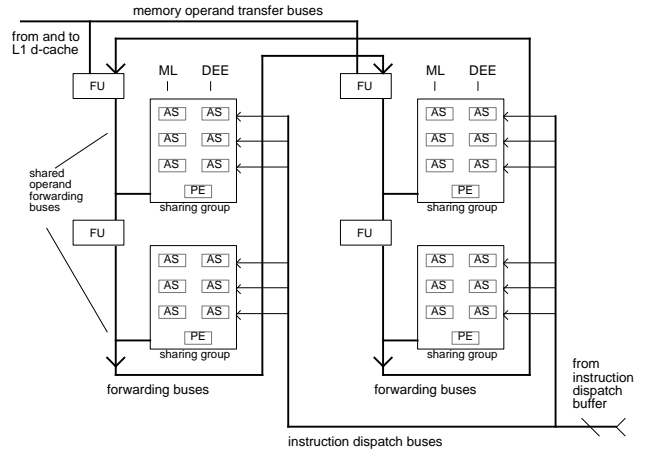 memory operand transfer buses
from and to
L1 d-cache
ML DEE ML DEE
FU FU
AS AS AS AS
AS AS AS AS
AS AS AS AS
PE PE
sharing group sharing group
shared
operand
forwarding
buses
FU FU
AS AS AS AS
AS AS AS AS
AS AS AS AS
PE PE
sharing group sharing group
forwarding buses forwarding buses
from
instruction
dispatch
buffer
instruction dispatch buses